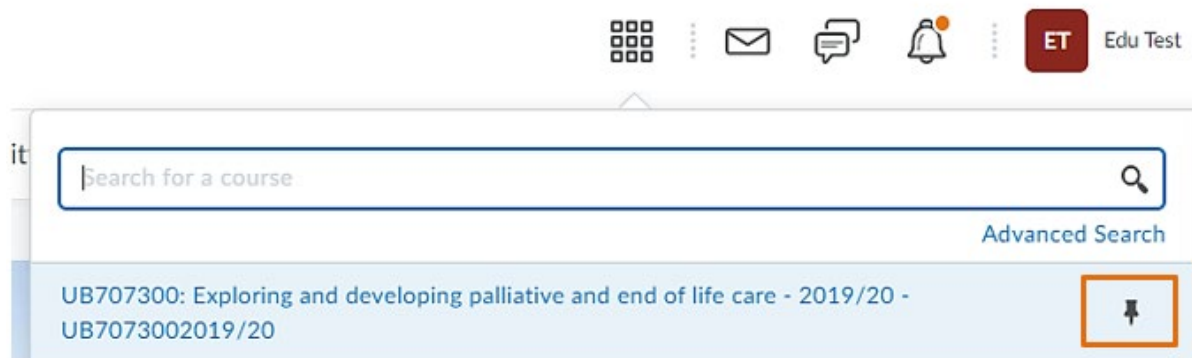 ET Edu Test
it
Search for a course
Advanced Search
UB707300: Exploring and developing palliative and end of life care - 2019/20 -
UB7073002019/20